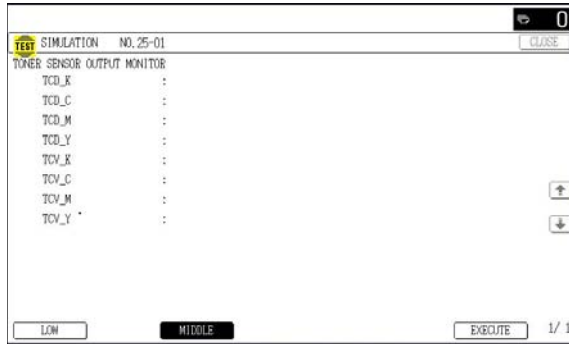 0
TEST SIMULATION NO.25-01 CLOSE
TONER SENSOR OUTPUT MONITOR
TCD_K :
TCD_C :
TCD_M :
TCD_Y :
TCV_K :
TCV_C :
TCV_M :
TCV_Y :
LOW MIDDLE EXECUTE 1/1